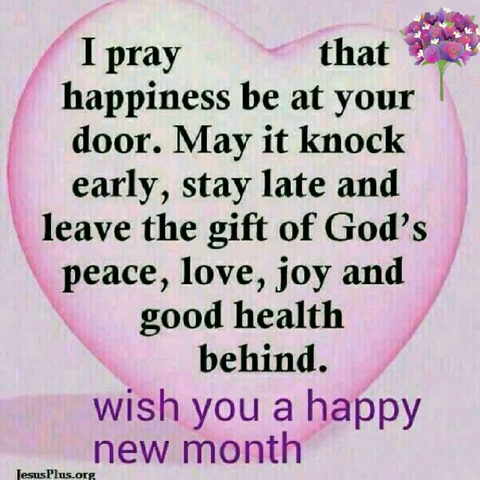 I pray that
happiness be at your
door. May it knock
early, stay late and
leave the gift of God's
peace, love, joy and
good health
behind.
wish you a happy
new month
JesusPlus.org